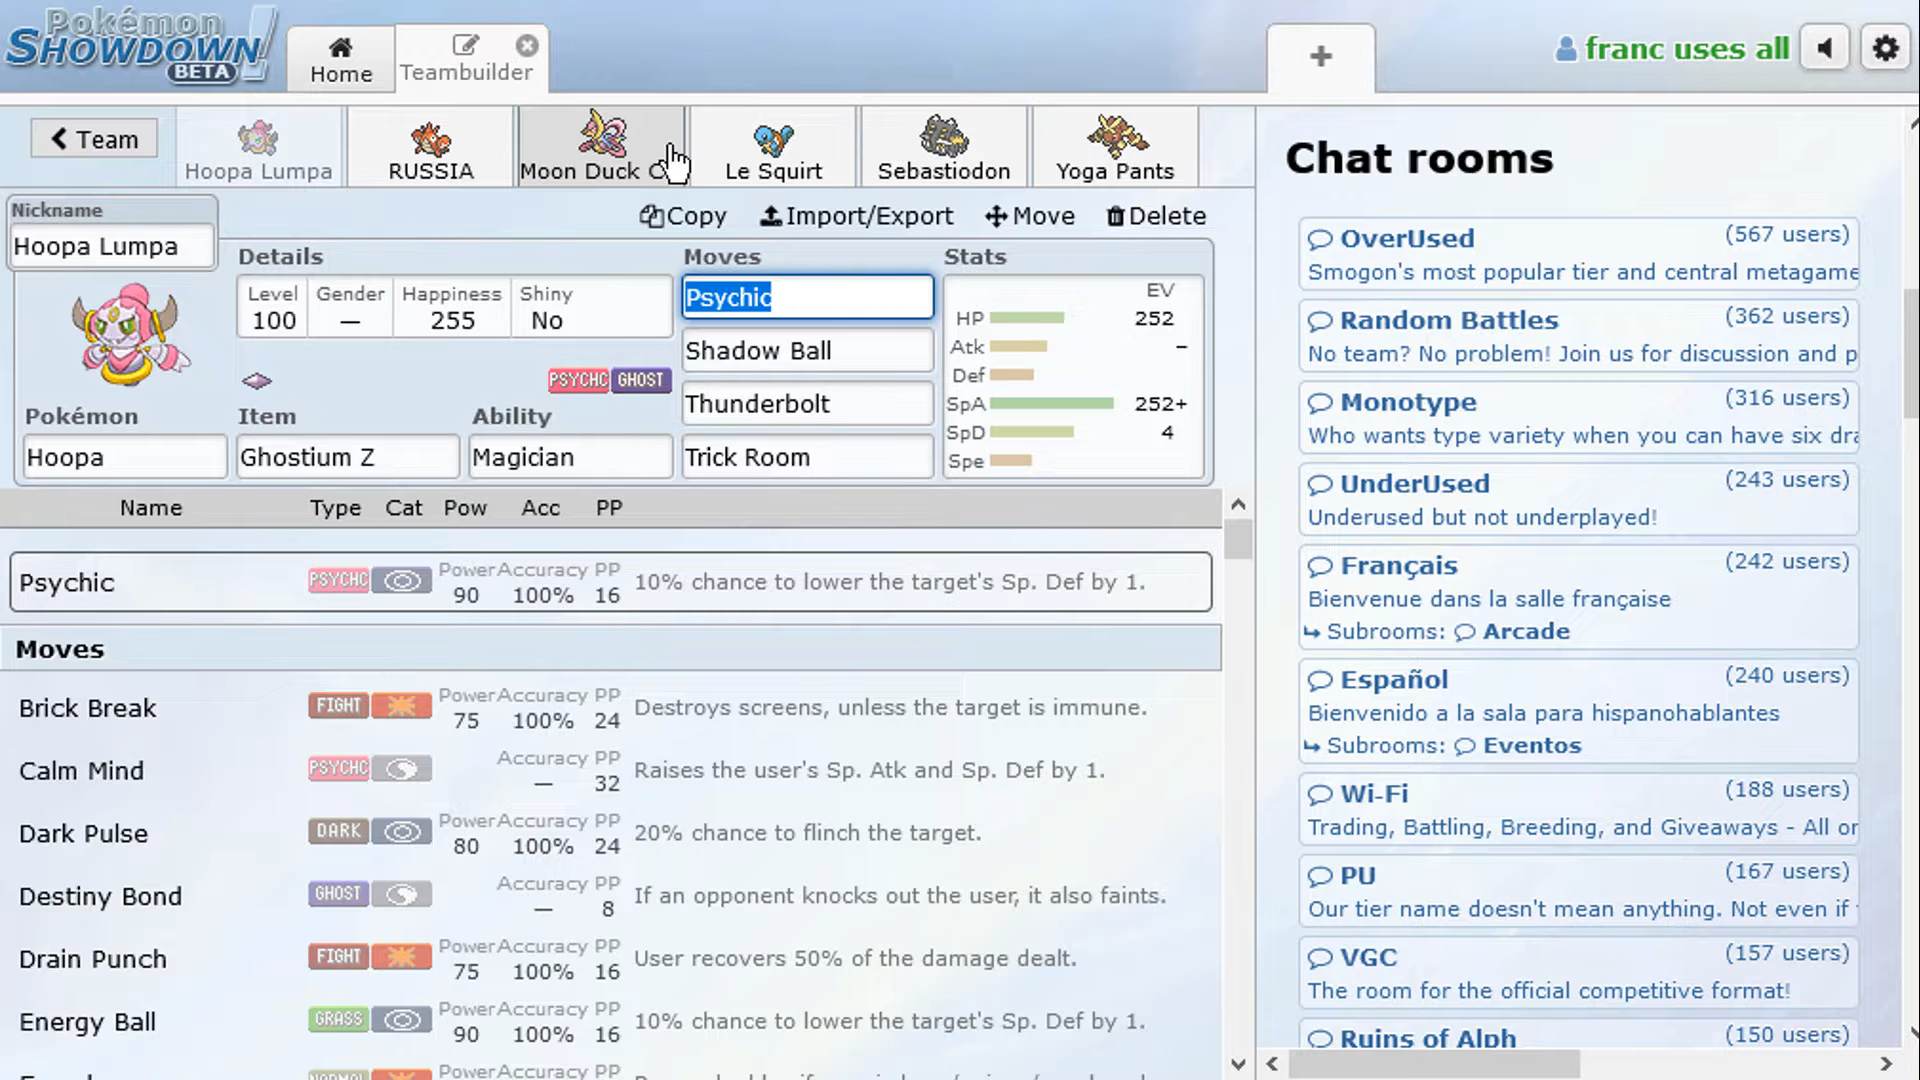 Pokémon
SHOWDOWN!
BETA
Home
Teambuilder
+
franc uses all
Team
Hoopa Lumpa
RUSSIA
Moon Duck
Le Squirt
Sebastiodon
Yoga Pants
Copy
Import/Export
Move
Delete
Nickname
Hoopa Lumpa
Details
Level
100
Gender
—
Happiness
255
Shiny
No
PSYCHC
GHOST
Pokémon
Hoopa
Item
Ghostium Z
Ability
Magician
Moves
Psychic
Shadow Ball
Thunderbolt
Trick Room
Stats
EV
HP 252
Atk –
Def
SpA 252+
SpD 4
Spe
Name Type Cat Pow Acc PP
Psychic PSYCHC Power 90 Accuracy 100% PP 16 10% chance to lower the target's Sp. Def by 1.
Moves
Brick Break FIGHT Power 75 Accuracy 100% PP 24 Destroys screens, unless the target is immune.
Calm Mind PSYCHC Accuracy — PP 32 Raises the user's Sp. Atk and Sp. Def by 1.
Dark Pulse DARK Power 80 Accuracy 100% PP 24 20% chance to flinch the target.
Destiny Bond GHOST Accuracy — PP 8 If an opponent knocks out the user, it also faints.
Drain Punch FIGHT Power 75 Accuracy 100% PP 16 User recovers 50% of the damage dealt.
Energy Ball GRASS Power 90 Accuracy 100% PP 16 10% chance to lower the target's Sp. Def by 1.
Power Accuracy PP
Chat rooms
OverUsed (567 users)
Smogon's most popular tier and central metagame
Random Battles (362 users)
No team? No problem! Join us for discussion and p
Monotype (316 users)
Who wants type variety when you can have six dra
UnderUsed (243 users)
Underused but not underplayed!
Français (242 users)
Bienvenue dans la salle française
Subrooms: Arcade
Español (240 users)
Bienvenido a la sala para hispanohablantes
Subrooms: Eventos
Wi-Fi (188 users)
Trading, Battling, Breeding, and Giveaways - All or
PU (167 users)
Our tier name doesn't mean anything. Not even if
VGC (157 users)
The room for the official competitive format!
Ruins of Alph (150 users)